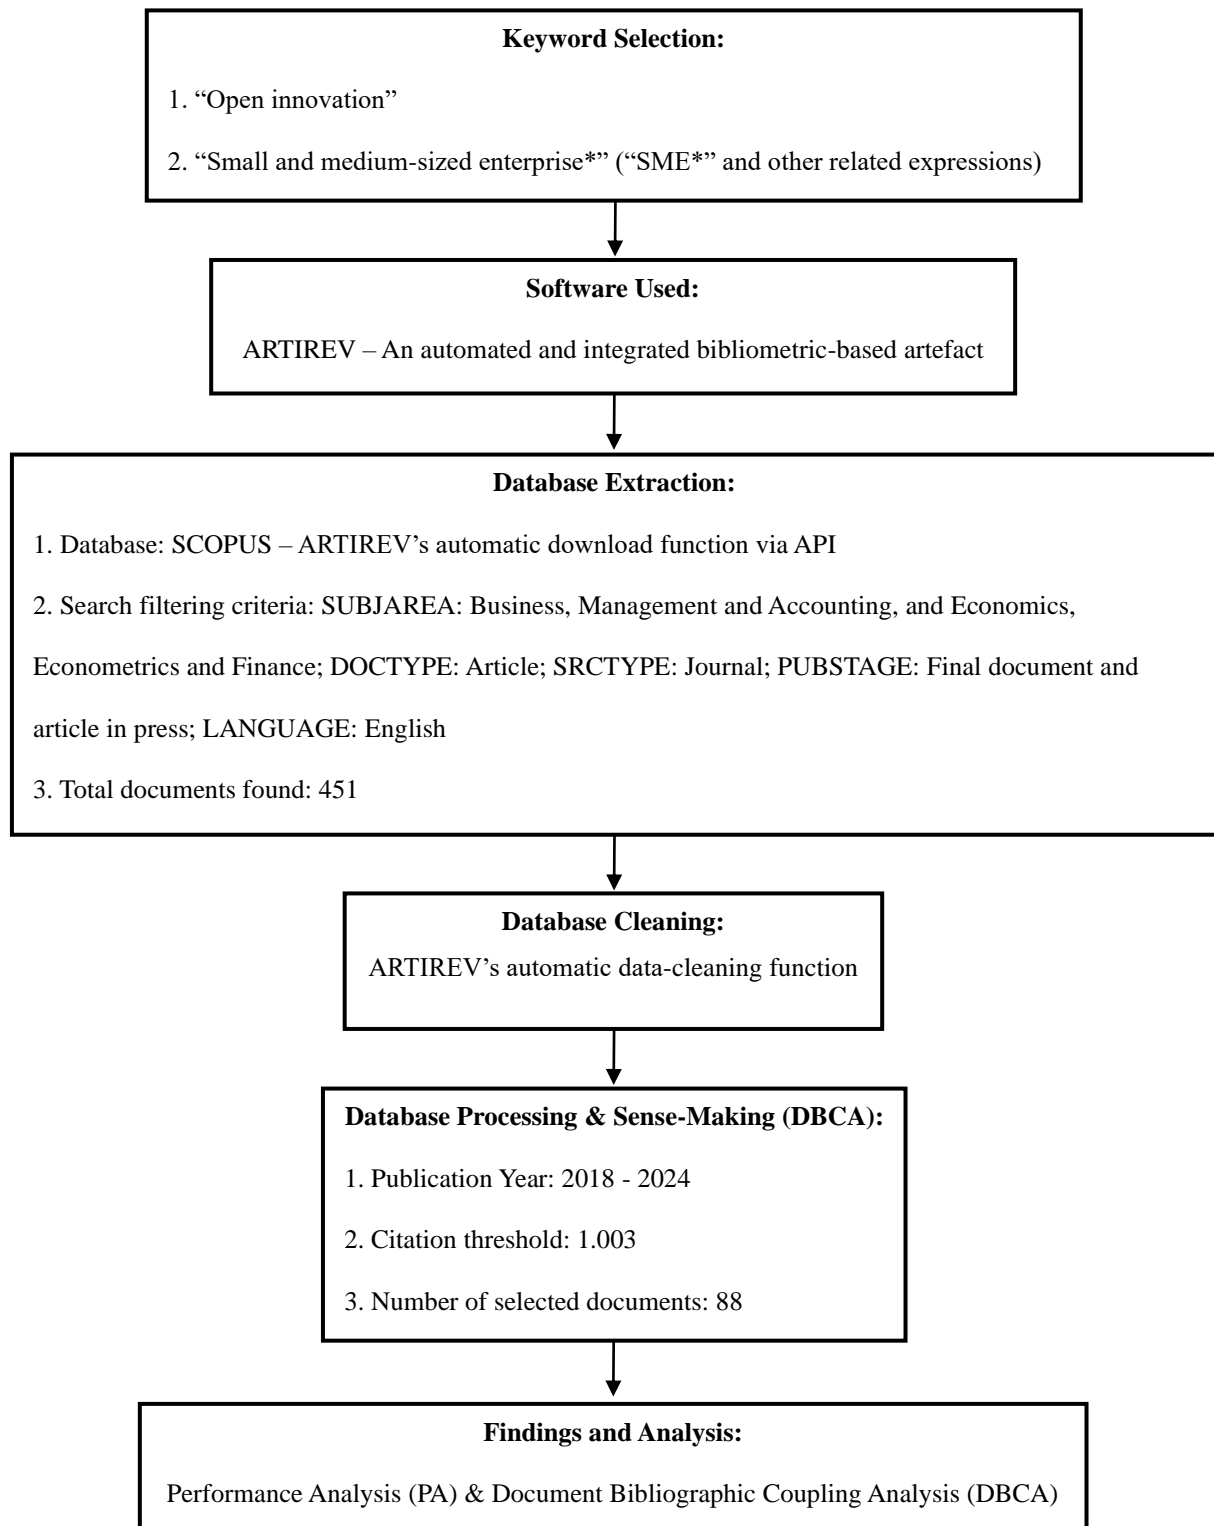 Keyword Selection:
1. “Open innovation”
2. “Small and medium-sized enterprise*” (“SME*” and other related expressions)
Software Used:
ARTIREV – An automated and integrated bibliometric-based artefact
Database Extraction:
1. Database: SCOPUS – ARTIREV’s automatic download function via API
2. Search filtering criteria: SUBJAREA: Business, Management and Accounting, and Economics,
Econometrics and Finance; DOCTYPE: Article; SRCTYPE: Journal; PUBSTAGE: Final document and
article in press; LANGUAGE: English
3. Total documents found: 451
Database Cleaning:
ARTIREV’s automatic data-cleaning function
Database Processing & Sense-Making (DBCA):
1. Publication Year: 2018 - 2024
2. Citation threshold: 1.003
3. Number of selected documents: 88
Findings and Analysis:
Performance Analysis (PA) & Document Bibliographic Coupling Analysis (DBCA)